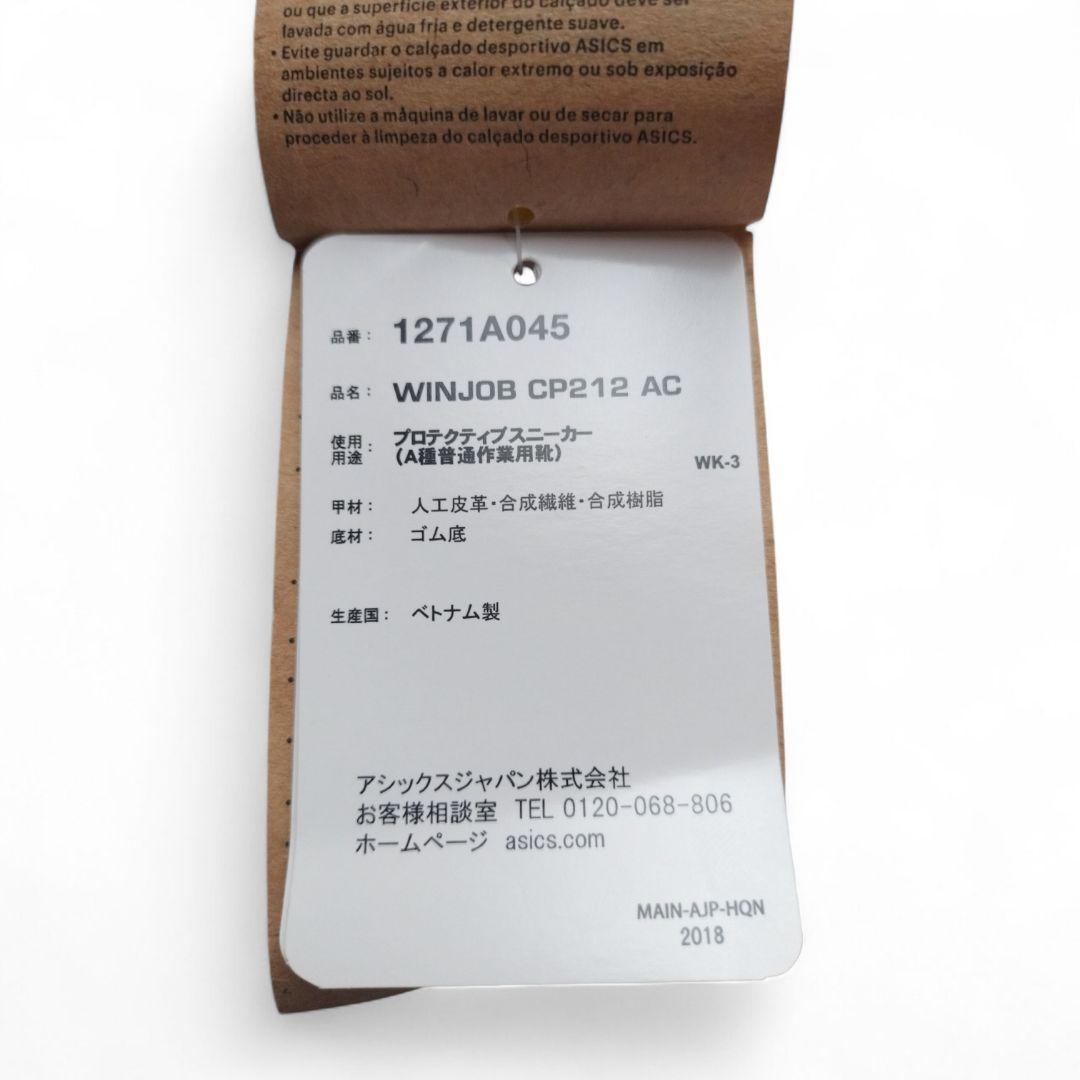 ou que a superfície exterior do calçado deve ser
lavada com água fria e detergente suave.
• Evite guardar o calçado desportivo ASICS em
ambientes sujeitos a calor extremo ou sob exposição
directa ao sol.
• Não utilize a máquina de lavar ou de secar para
proceder à limpeza do calçado desportivo ASICS.
品番： 1271A045
品名： WINJOB CP212 AC
使用用途： プロテクティブスニーカー
（A種普通作業用靴）
WK-3
甲材： 人工皮革・合成繊維・合成樹脂
底材： ゴム底
生産国： ベトナム製
アシックスジャパン株式会社
お客様相談室 TEL 0120-068-806
ホームページ asics.com
MAIN-AJP-HQN
2018